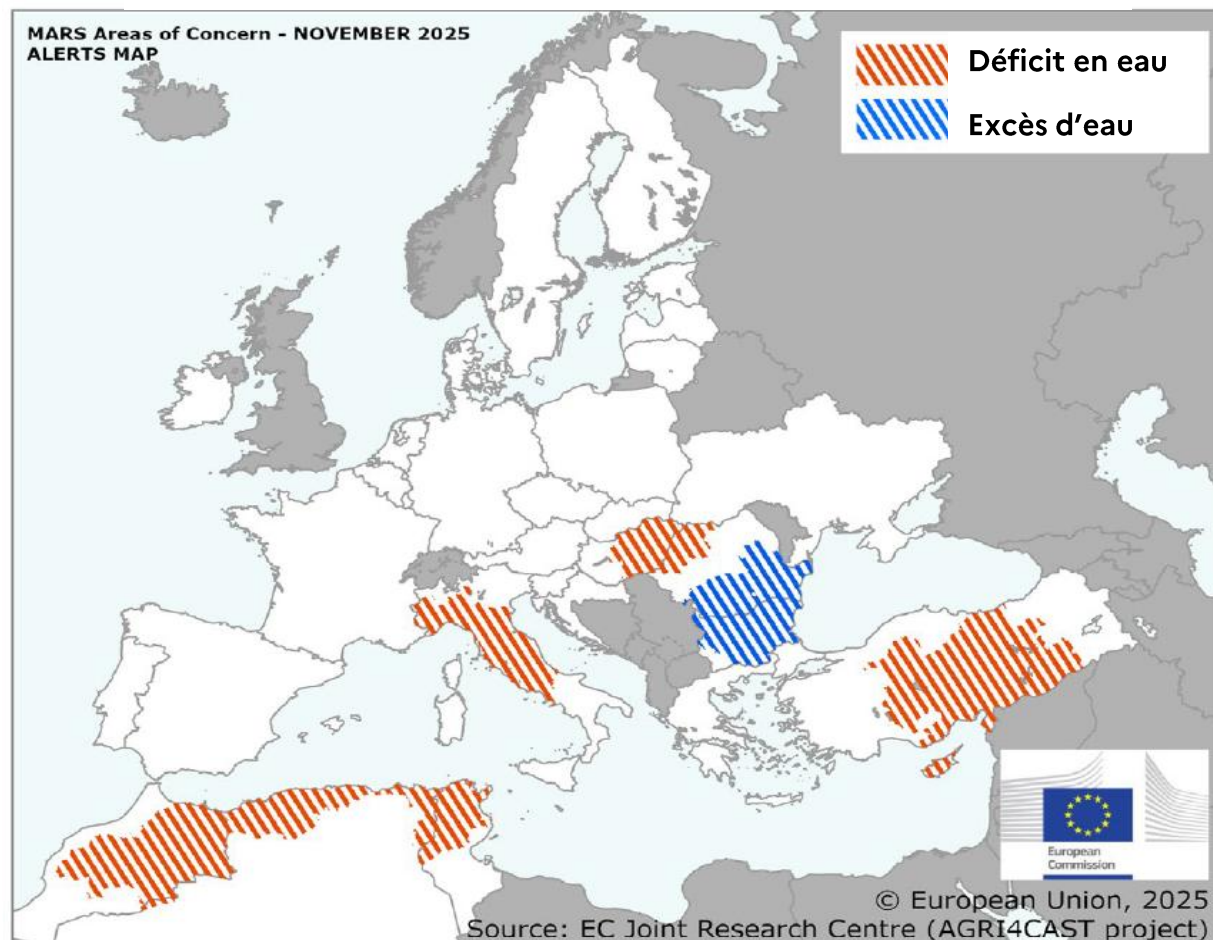 MARS Areas of Concern - NOVEMBER 2025
ALERTS MAP
Déficit en eau
Excès d'eau
European
Commission
© European Union, 2025
Source: EC Joint Research Centre (AGRI4CAST project)